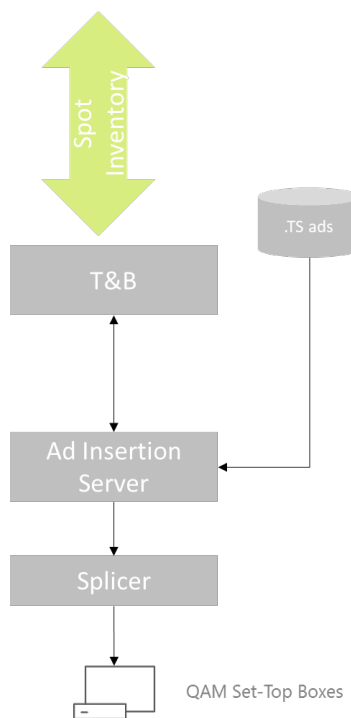 Spot
Inventory
.TS ads
T&B
Ad Insertion
Server
Splicer
QAM Set-Top Boxes